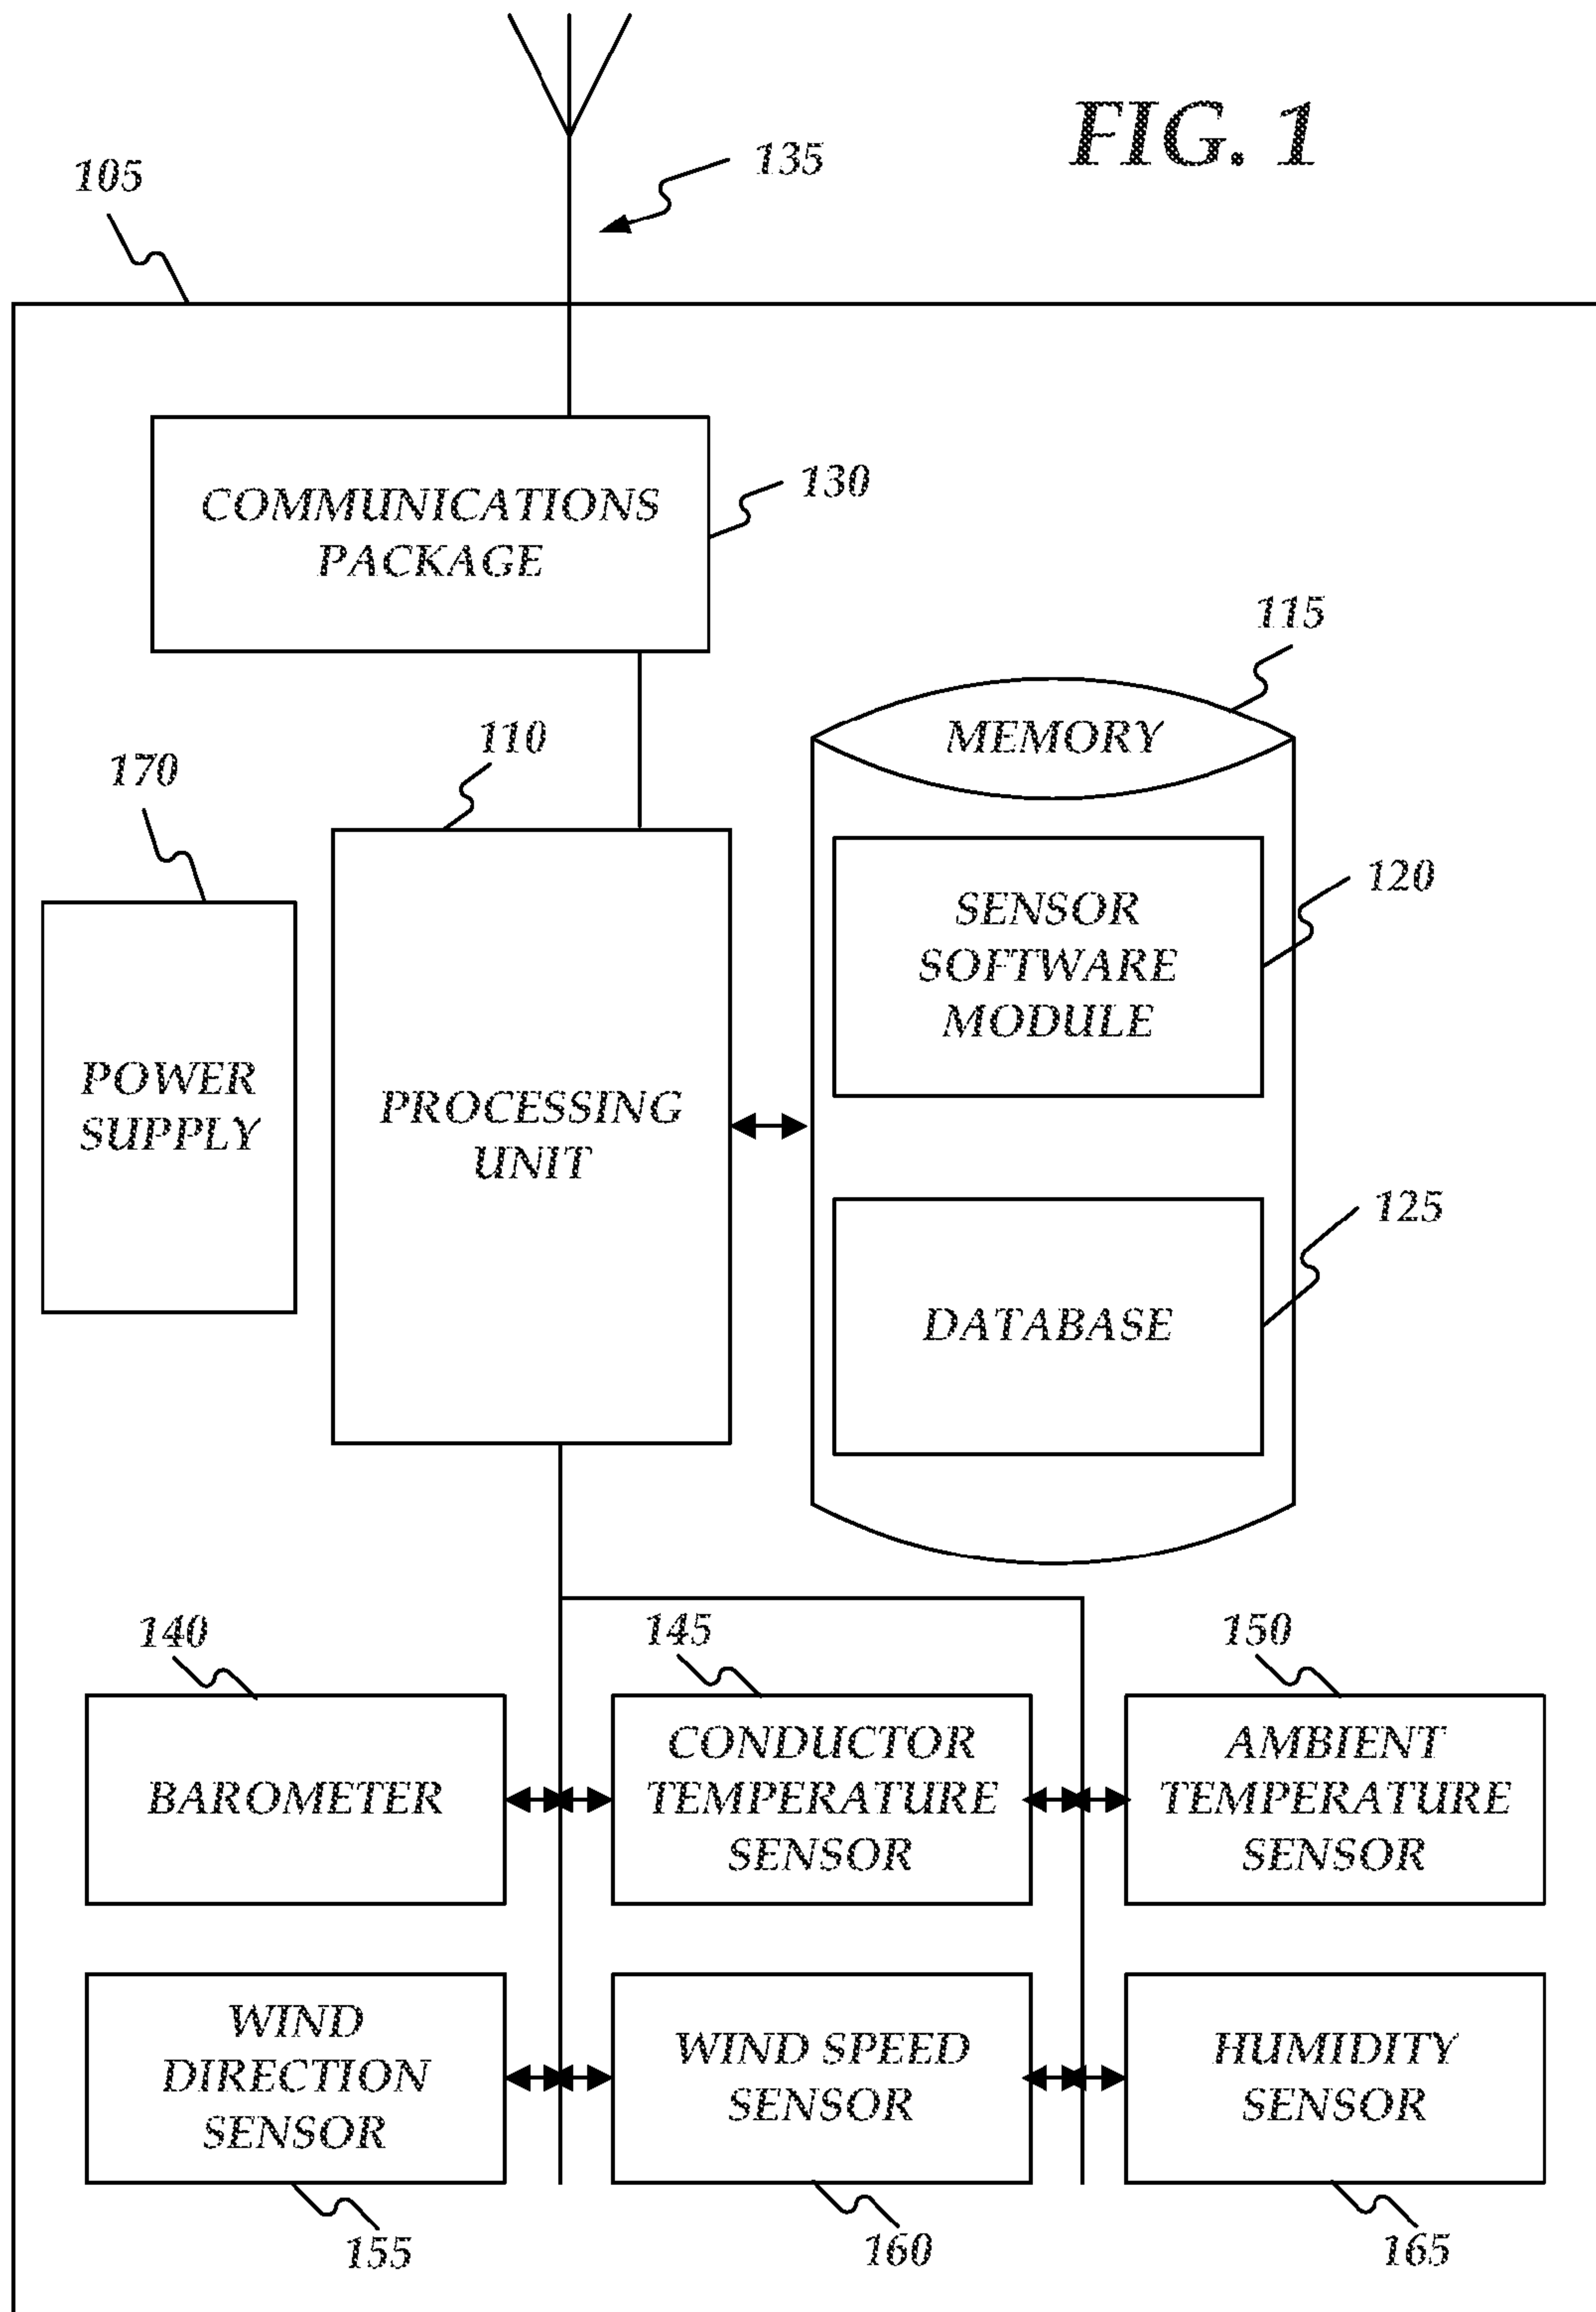 FIG. 1
135
105
COMMUNICATIONS
PACKAGE
130
115
MEMORY
110
170
SENSOR
SOFTWARE
MODULE
120
POWER
SUPPLY
PROCESSING
UNIT
125
DATABASE
140
145
150
BAROMETER
CONDUCTOR
TEMPERATURE
SENSOR
AMBIENT
TEMPERATURE
SENSOR
WIND
DIRECTION
SENSOR
WIND SPEED
SENSOR
HUMIDITY
SENSOR
155
160
165